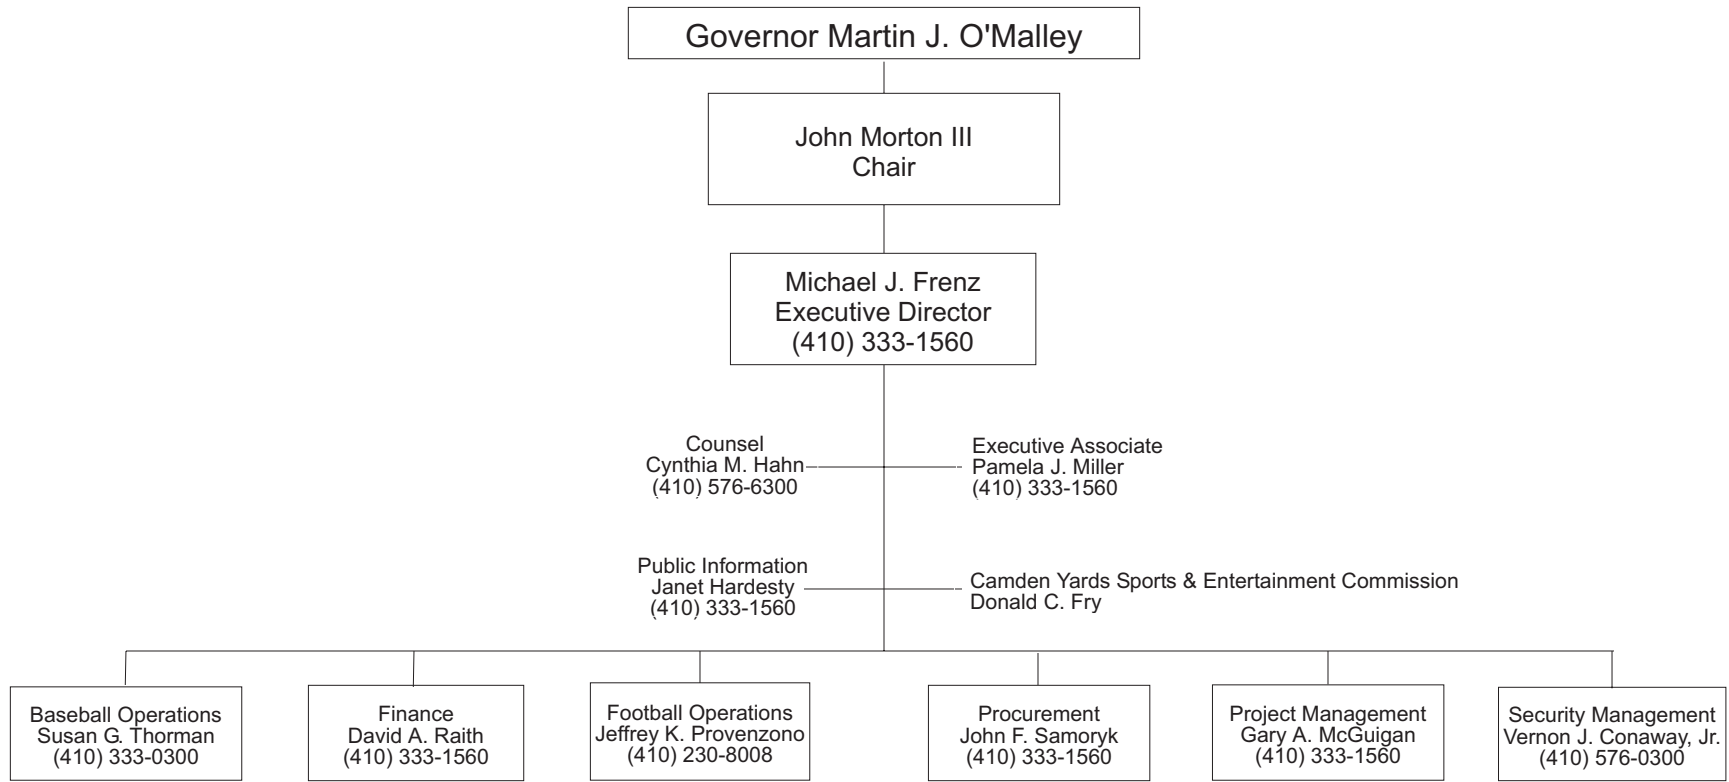 Governor Martin J. O'Malley
John Morton III
Chair
Michael J. Frenz
Executive Director
(410) 333-1560
Counsel
Cynthia M. Hahn
(410) 576-6300
Executive Associate
Pamela J. Miller
(410) 333-1560
Public Information
Janet Hardesty
(410) 333-1560
Camden Yards Sports & Entertainment Commission
Donald C. Fry
Baseball Operations
Susan G. Thorman
(410) 333-0300
Finance
David A. Raith
(410) 333-1560
Football Operations
Jeffrey K. Provenzono
(410) 230-8008
Procurement
John F. Samoryk
(410) 333-1560
Project Management
Gary A. McGuigan
(410) 333-1560
Security Management
Vernon J. Conaway, Jr.
(410) 576-0300